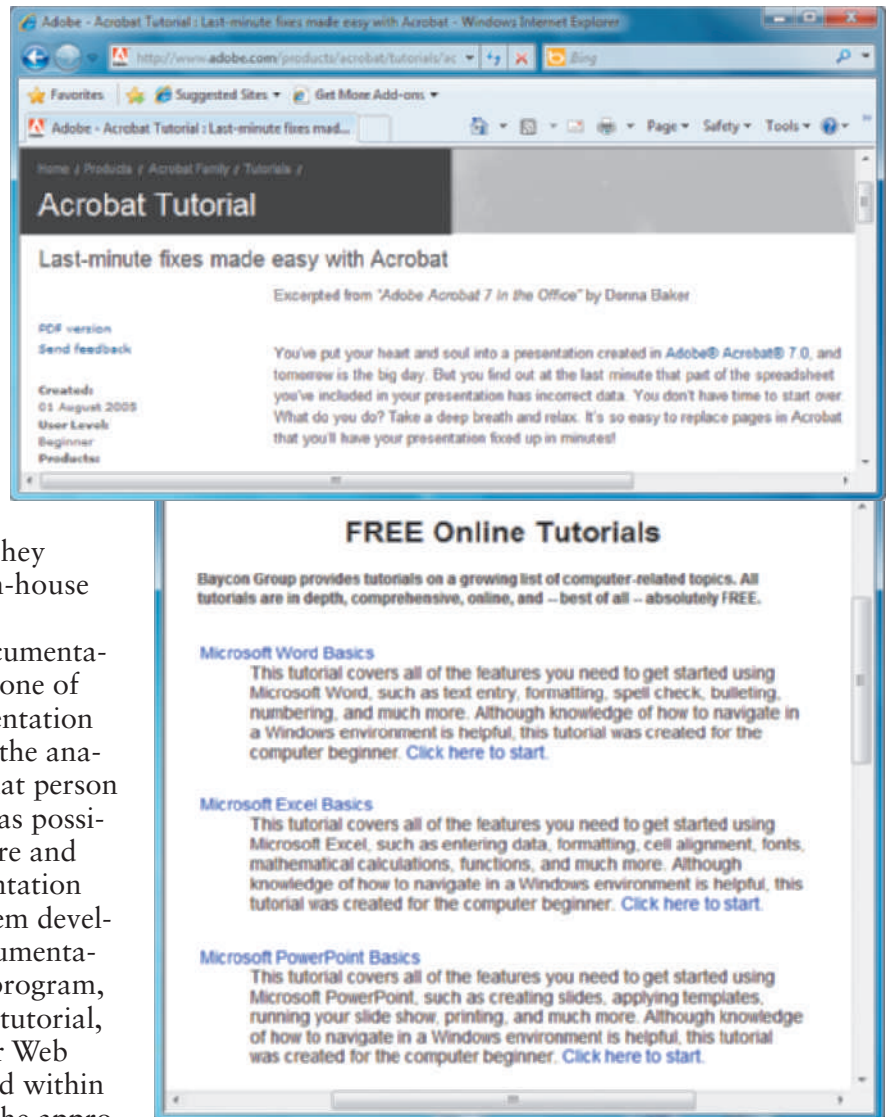 Adobe - Acrobat Tutorial : Last-minute fixes made easy with Acrobat - Windows Internet Explorer
http://www.adobe.com/products/acrobat/tutorials/ac
Bing
Favorites Suggested Sites Get More Add-ons
Adobe - Acrobat Tutorial : Last-minute fixes mad... Page Safety Tools
Home / Products / Acrobat Family / Tutorials /
Acrobat Tutorial
Last-minute fixes made easy with Acrobat
Excerpted from "Adobe Acrobat 7 in the Office" by Donna Baker
PDF version
Send feedback
Created:
01 August 2005
User Level:
Beginner
Products:
You've put your heart and soul into a presentation created in Adobe® Acrobat® 7.0, and
tomorrow is the big day. But you find out at the last minute that part of the spreadsheet
you've included in your presentation has incorrect data. You don't have time to start over.
What do you do? Take a deep breath and relax. It's so easy to replace pages in Acrobat
that you'll have your presentation fixed up in minutes!
hey
n-house
cumenta-
one of
entation
the ana-
at person
as possi-
re and
ntation
em devel-
umenta-
program,
tutorial,
r Web
d within
he appro-
FREE Online Tutorials
Baycon Group provides tutorials on a growing list of computer-related topics. All
tutorials are in depth, comprehensive, online, and -- best of all -- absolutely FREE.
Microsoft Word Basics
This tutorial covers all of the features you need to get started using
Microsoft Word, such as text entry, formatting, spell check, bulleting,
numbering, and much more. Although knowledge of how to navigate in
a Windows environment is helpful, this tutorial was created for the
computer beginner. Click here to start.
Microsoft Excel Basics
This tutorial covers all of the features you need to get started using
Microsoft Excel, such as entering data, formatting, cell alignment, fonts,
mathematical calculations, functions, and much more. Although
knowledge of how to navigate in a Windows environment is helpful, this
tutorial was created for the computer beginner. Click here to start.
Microsoft PowerPoint Basics
This tutorial covers all of the features you need to get started using
Microsoft PowerPoint, such as creating slides, applying templates,
running your slide show, printing, and much more. Although knowledge
of how to navigate in a Windows environment is helpful, this tutorial
was created for the computer beginner. Click here to start.